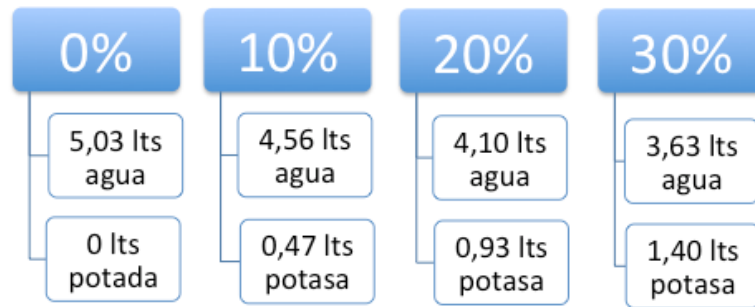 0%
5,03 lts
agua
0 lts
potada
10%
4,56 lts
agua
0,47 lts
potasa
20%
4,10 lts
agua
0,93 lts
potasa
30%
3,63 lts
agua
1,40 lts
potasa